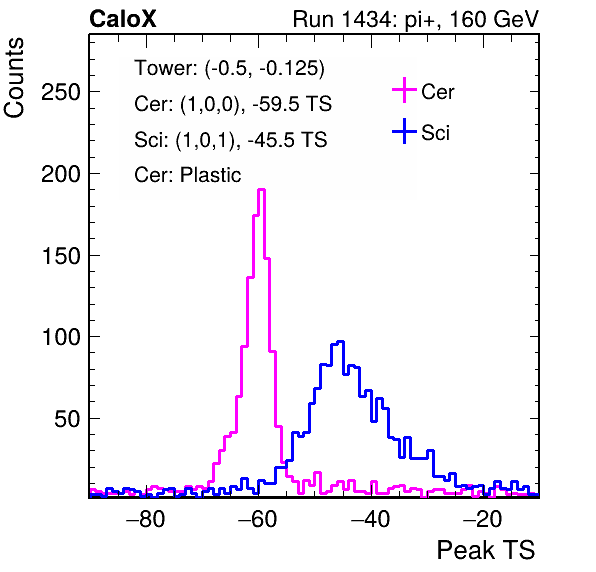 CaloX Run 1434: pi+, 160 GeV
Counts
Tower: (-0.5, -0.125)
Cer: (1,0,0), -59.5 TS
Sci: (1,0,1), -45.5 TS
Cer: Plastic
Cer
Sci
250
200
150
100
50
−80 −60 −40 −20
Peak TS